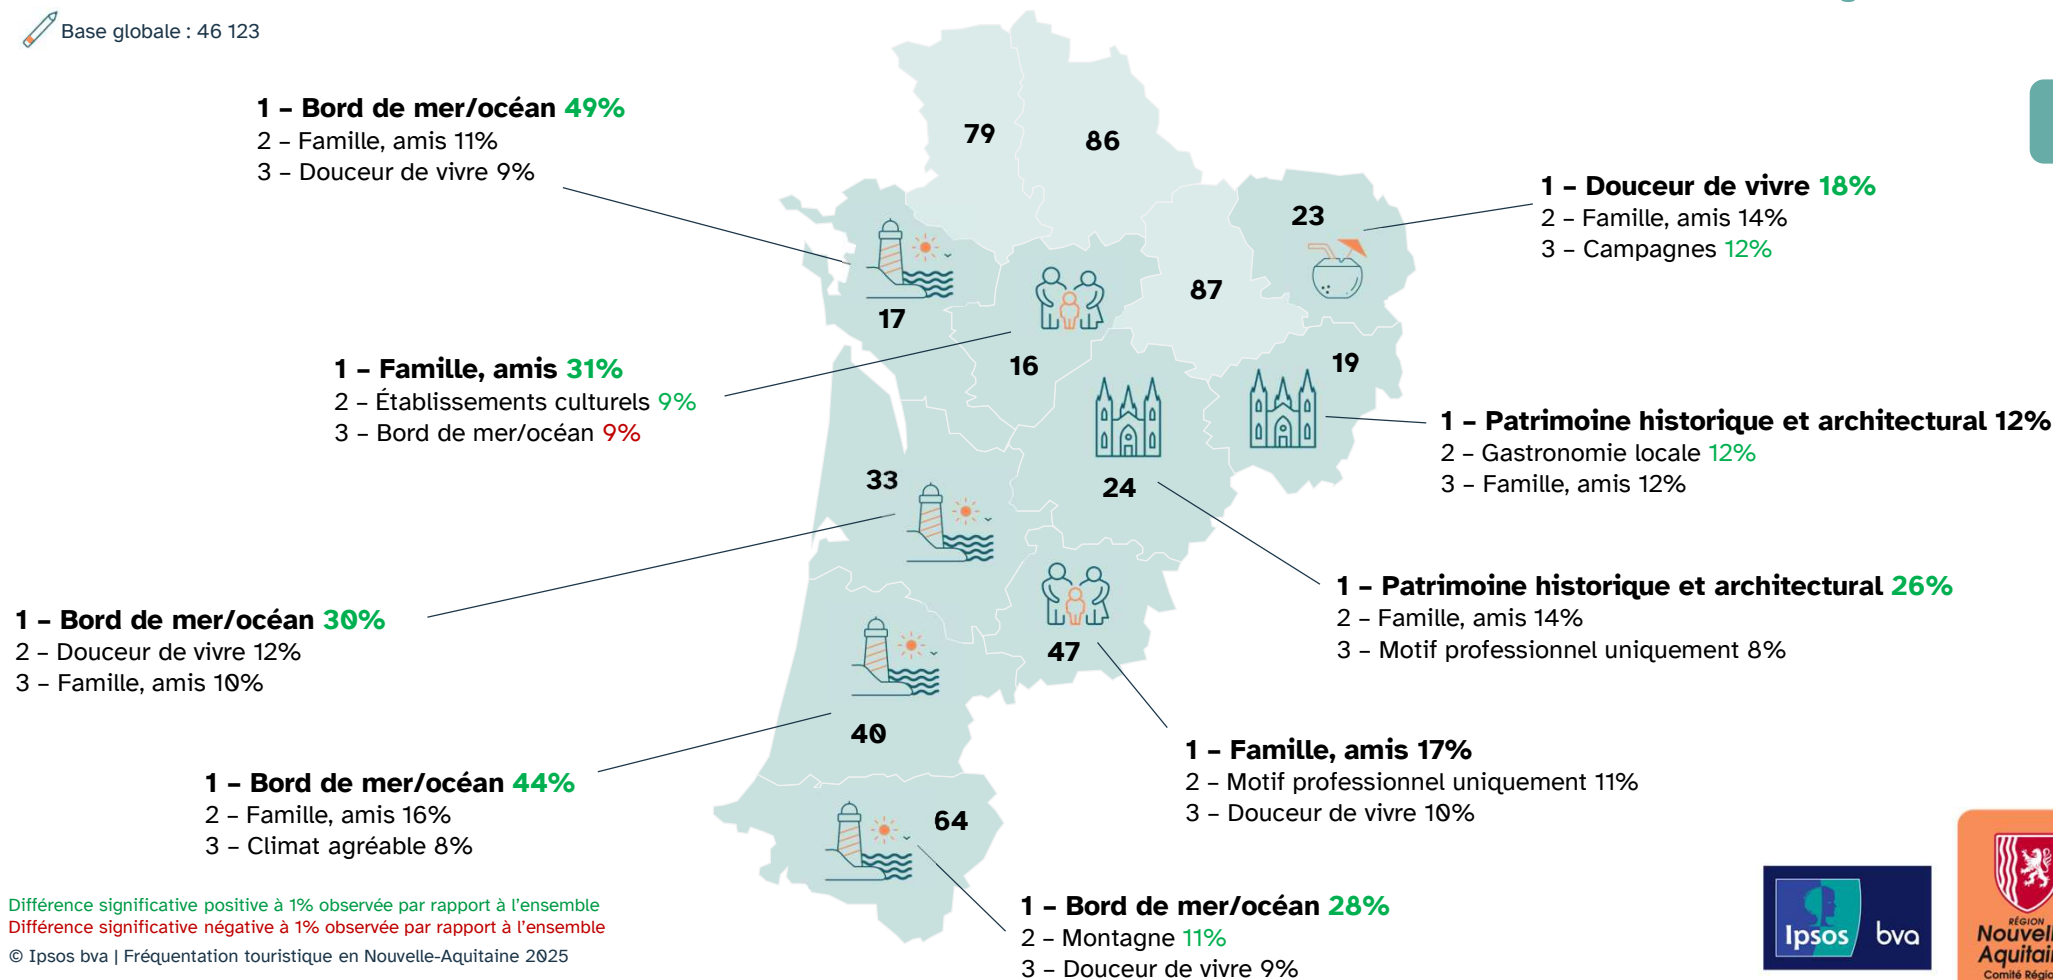 Base globale : 46 123
1 – Bord de mer/océan 49%
2 – Famille, amis 11%
3 – Douceur de vivre 9%
79
86
1 – Douceur de vivre 18%
2 – Famille, amis 14%
3 – Campagnes 12%
23
87
17
16
19
1 – Famille, amis 31%
2 – Établissements culturels 9%
3 – Bord de mer/océan 9%
1 – Patrimoine historique et architectural 12%
2 – Gastronomie locale 12%
3 – Famille, amis 12%
33
24
1 – Patrimoine historique et architectural 26%
2 – Famille, amis 14%
3 – Motif professionnel uniquement 8%
1 – Bord de mer/océan 30%
2 – Douceur de vivre 12%
3 – Famille, amis 10%
47
40
1 – Famille, amis 17%
2 – Motif professionnel uniquement 11%
3 – Douceur de vivre 10%
1 – Bord de mer/océan 44%
2 – Famille, amis 16%
3 – Climat agréable 8%
64
1 – Bord de mer/océan 28%
2 – Montagne 11%
3 – Douceur de vivre 9%
Différence significative positive à 1% observée par rapport à l'ensemble
Différence significative négative à 1% observée par rapport à l'ensemble
© Ipsos bva | Fréquentation touristique en Nouvelle-Aquitaine 2025
Ipsos bva
RÉGION